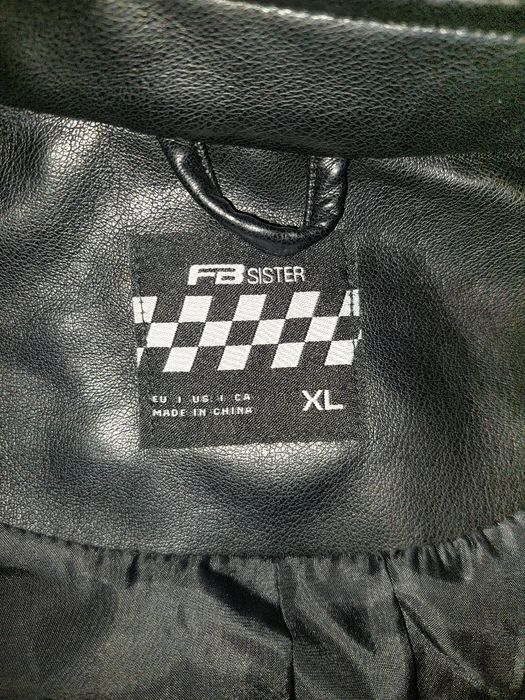 FB SISTER
EU | US | CA XL
MADE IN CHINA